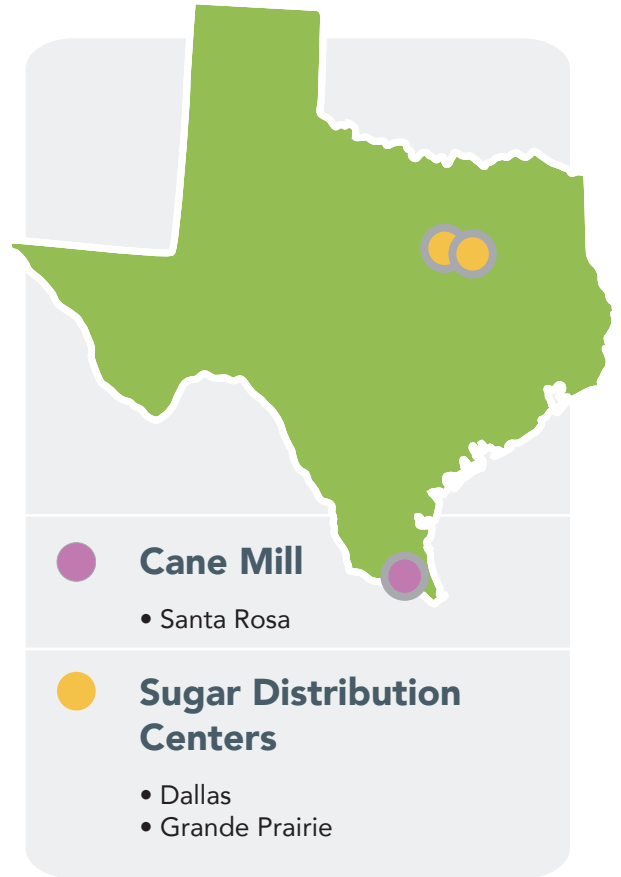 Cane Mill
• Santa Rosa
Sugar Distribution
Centers
• Dallas
• Grande Prairie